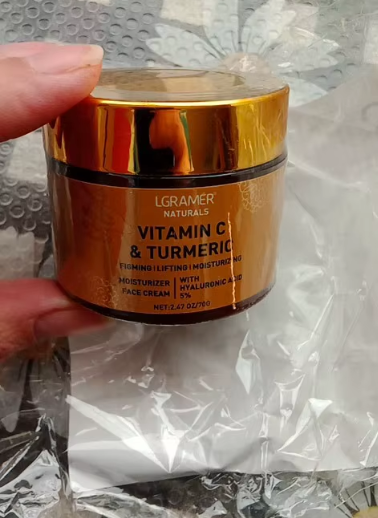 LGRAMER
NATURALS
VITAMIN C
& TURMERIC
FIRMING | LIFTING | MOISTURIZING
MOISTURIZER
FACE CREAM
WITH
HYALURONIC ACID
5%
NET:2.47 OZ/70G